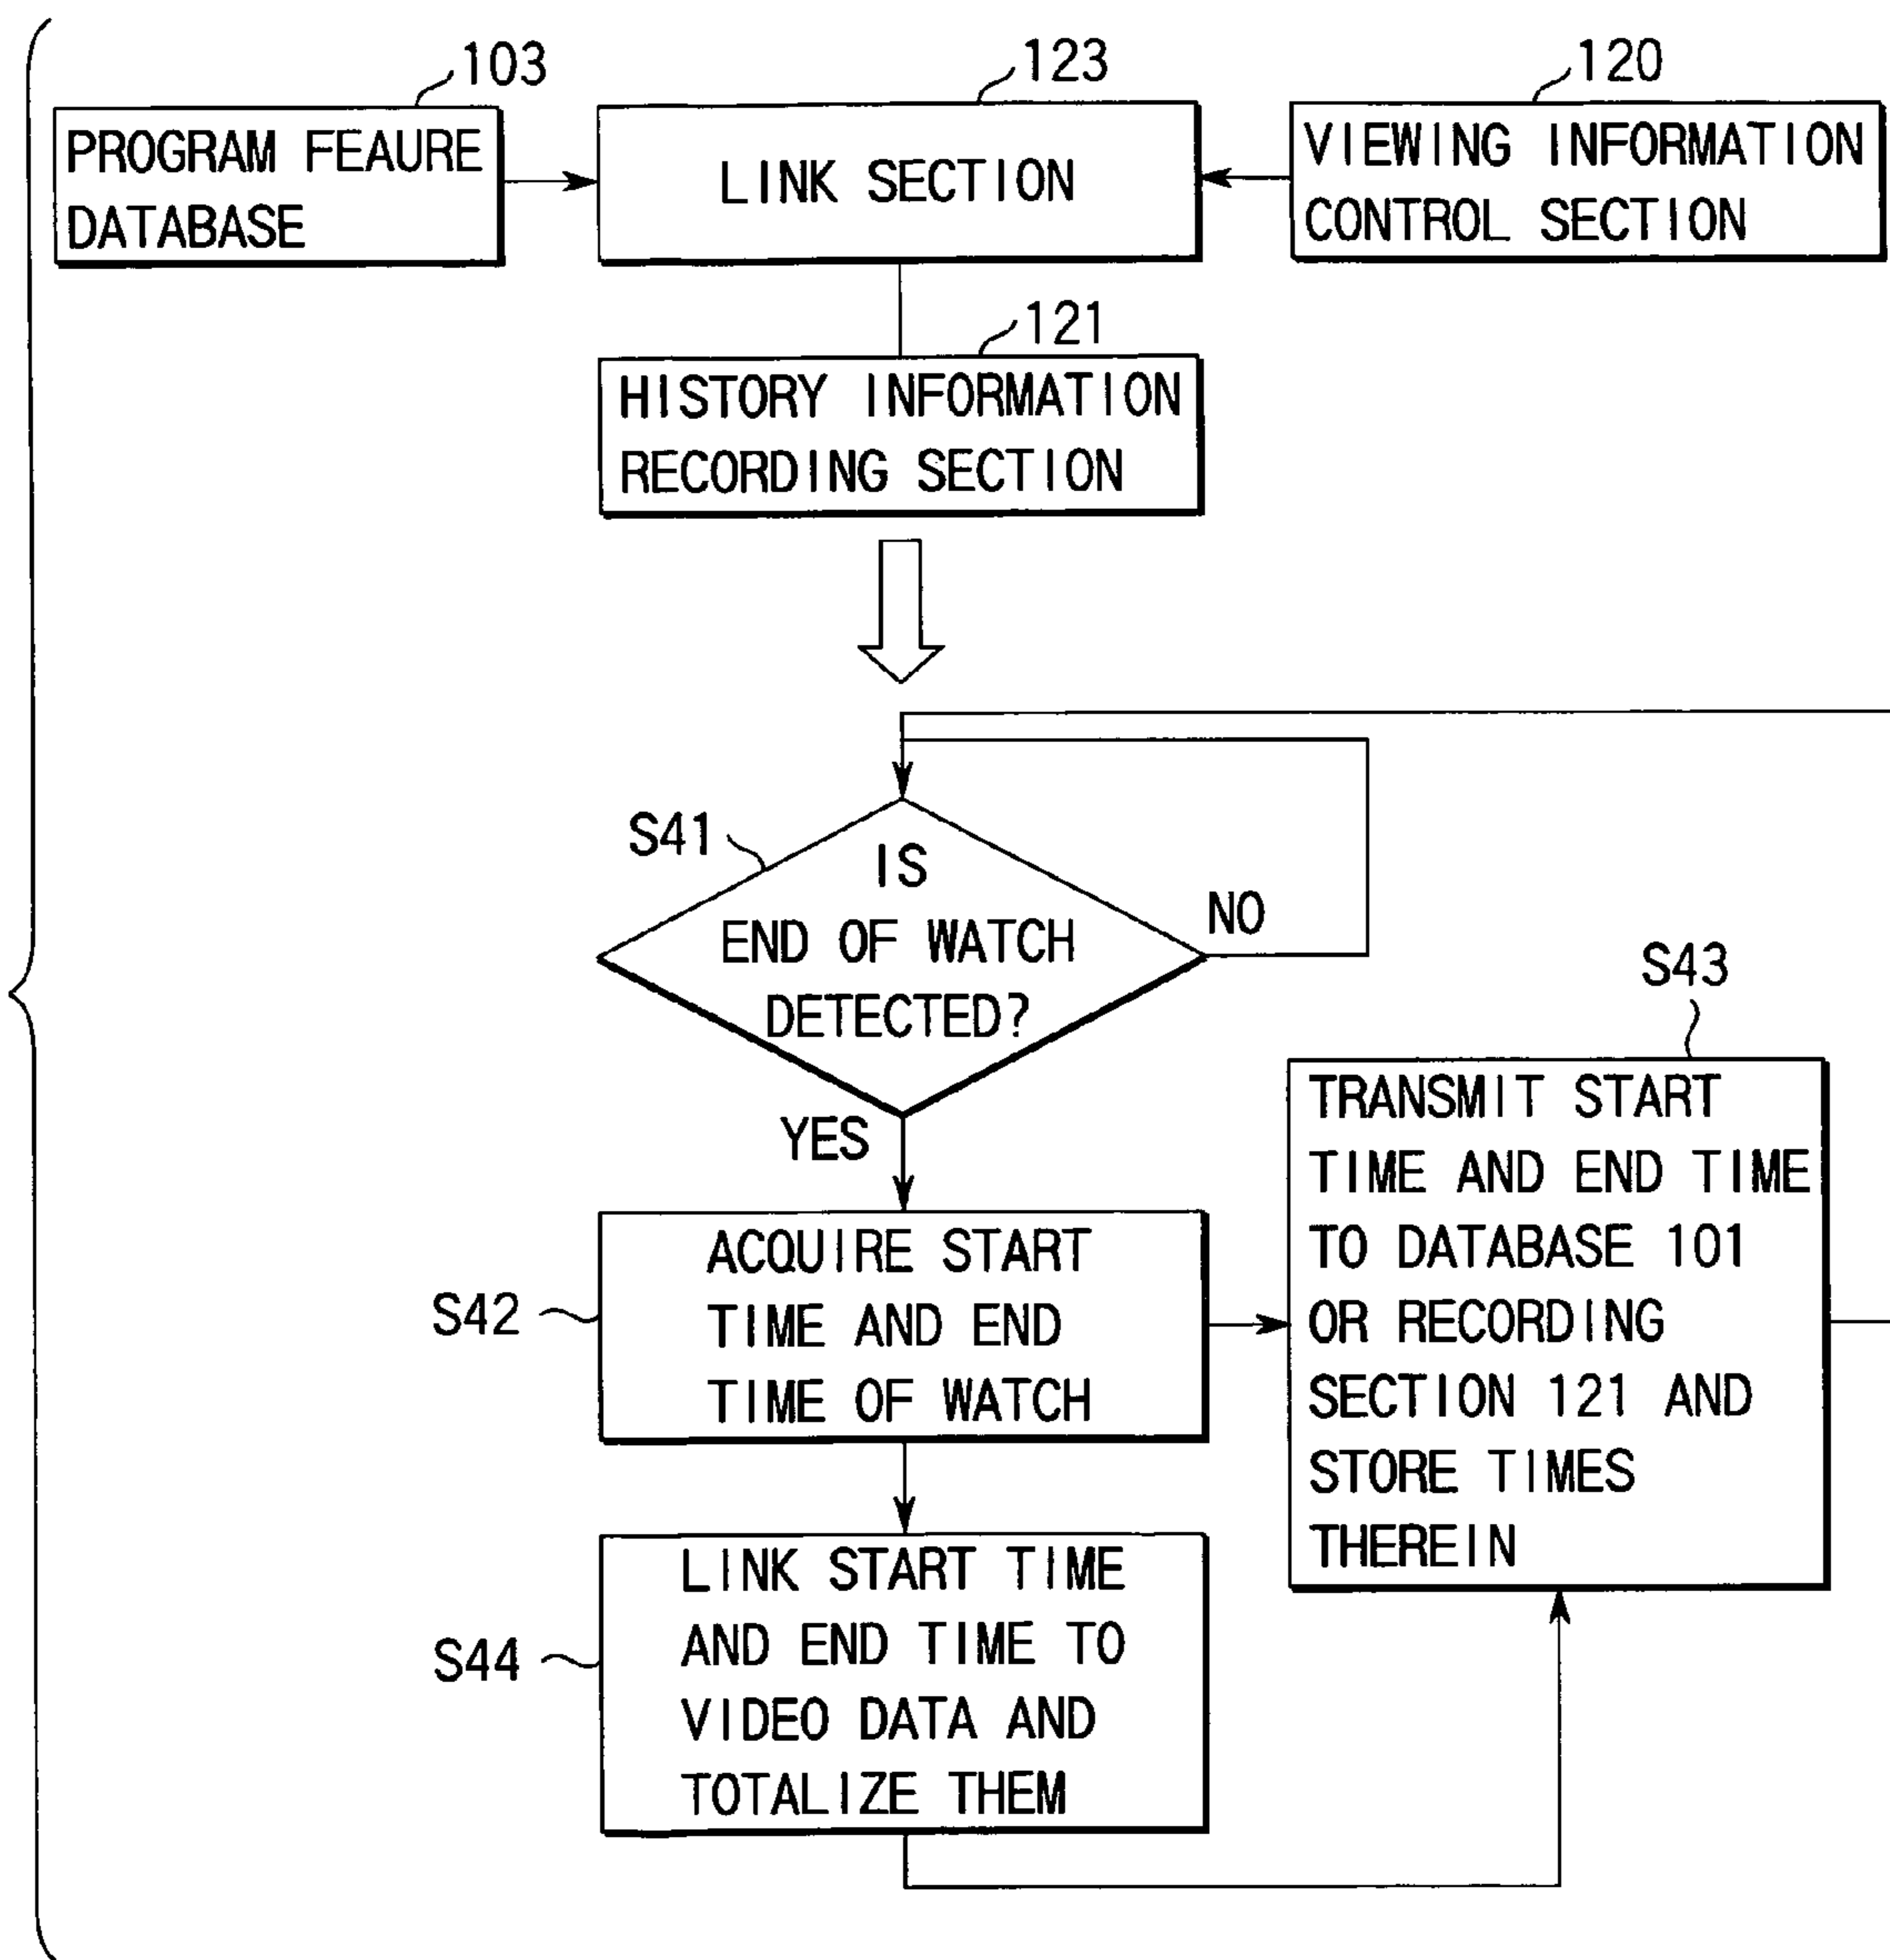 103
PROGRAM FEAURE
DATABASE
123
LINK SECTION
120
VIEWING INFORMATION
CONTROL SECTION
121
HISTORY INFORMATION
RECORDING SECTION
S41
IS
END OF WATCH
DETECTED?
NO
YES
S42
ACQUIRE START
TIME AND END
TIME OF WATCH
S43
TRANSMIT START
TIME AND END TIME
TO DATABASE 101
OR RECORDING
SECTION 121 AND
STORE TIMES
THEREIN
S44
LINK START TIME
AND END TIME TO
VIDEO DATA AND
TOTALIZE THEM